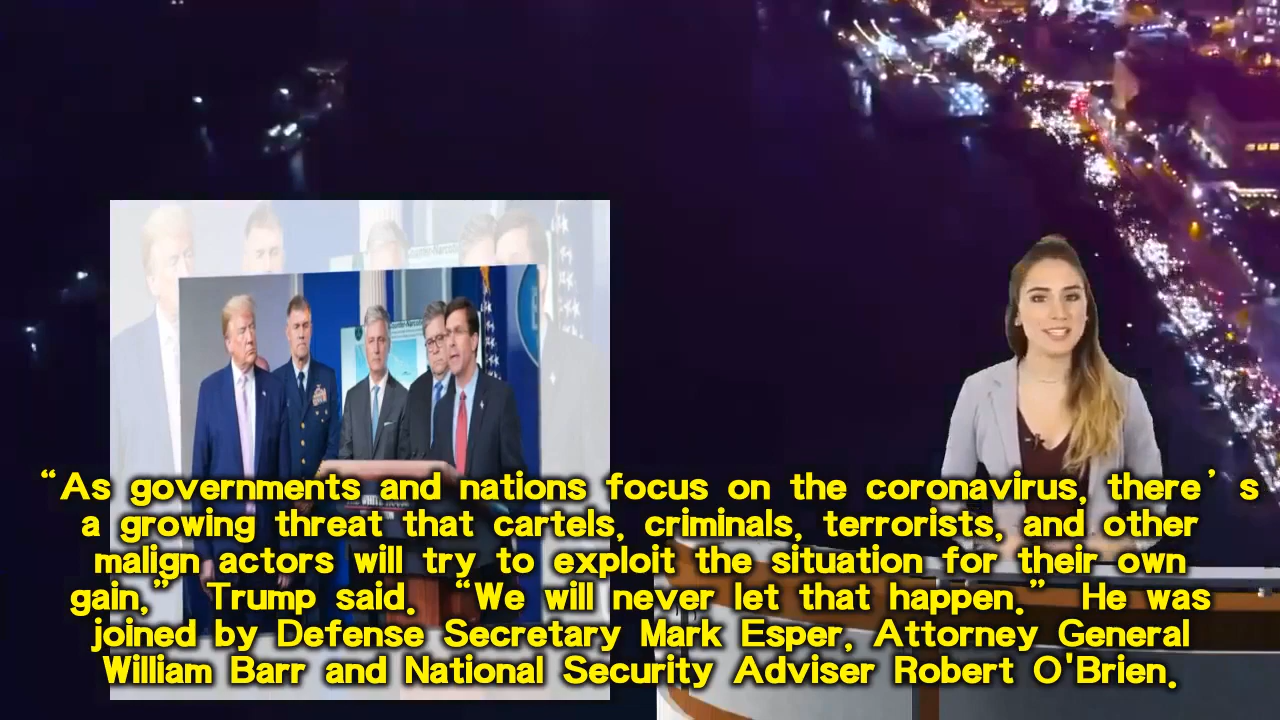 “As governments and nations focus on the coronavirus, there’s
a growing threat that cartels, criminals, terrorists, and other
malign actors will try to exploit the situation for their own
gain,” Trump said. “We will never let that happen.” He was
joined by Defense Secretary Mark Esper, Attorney General
William Barr and National Security Adviser Robert O'Brien.